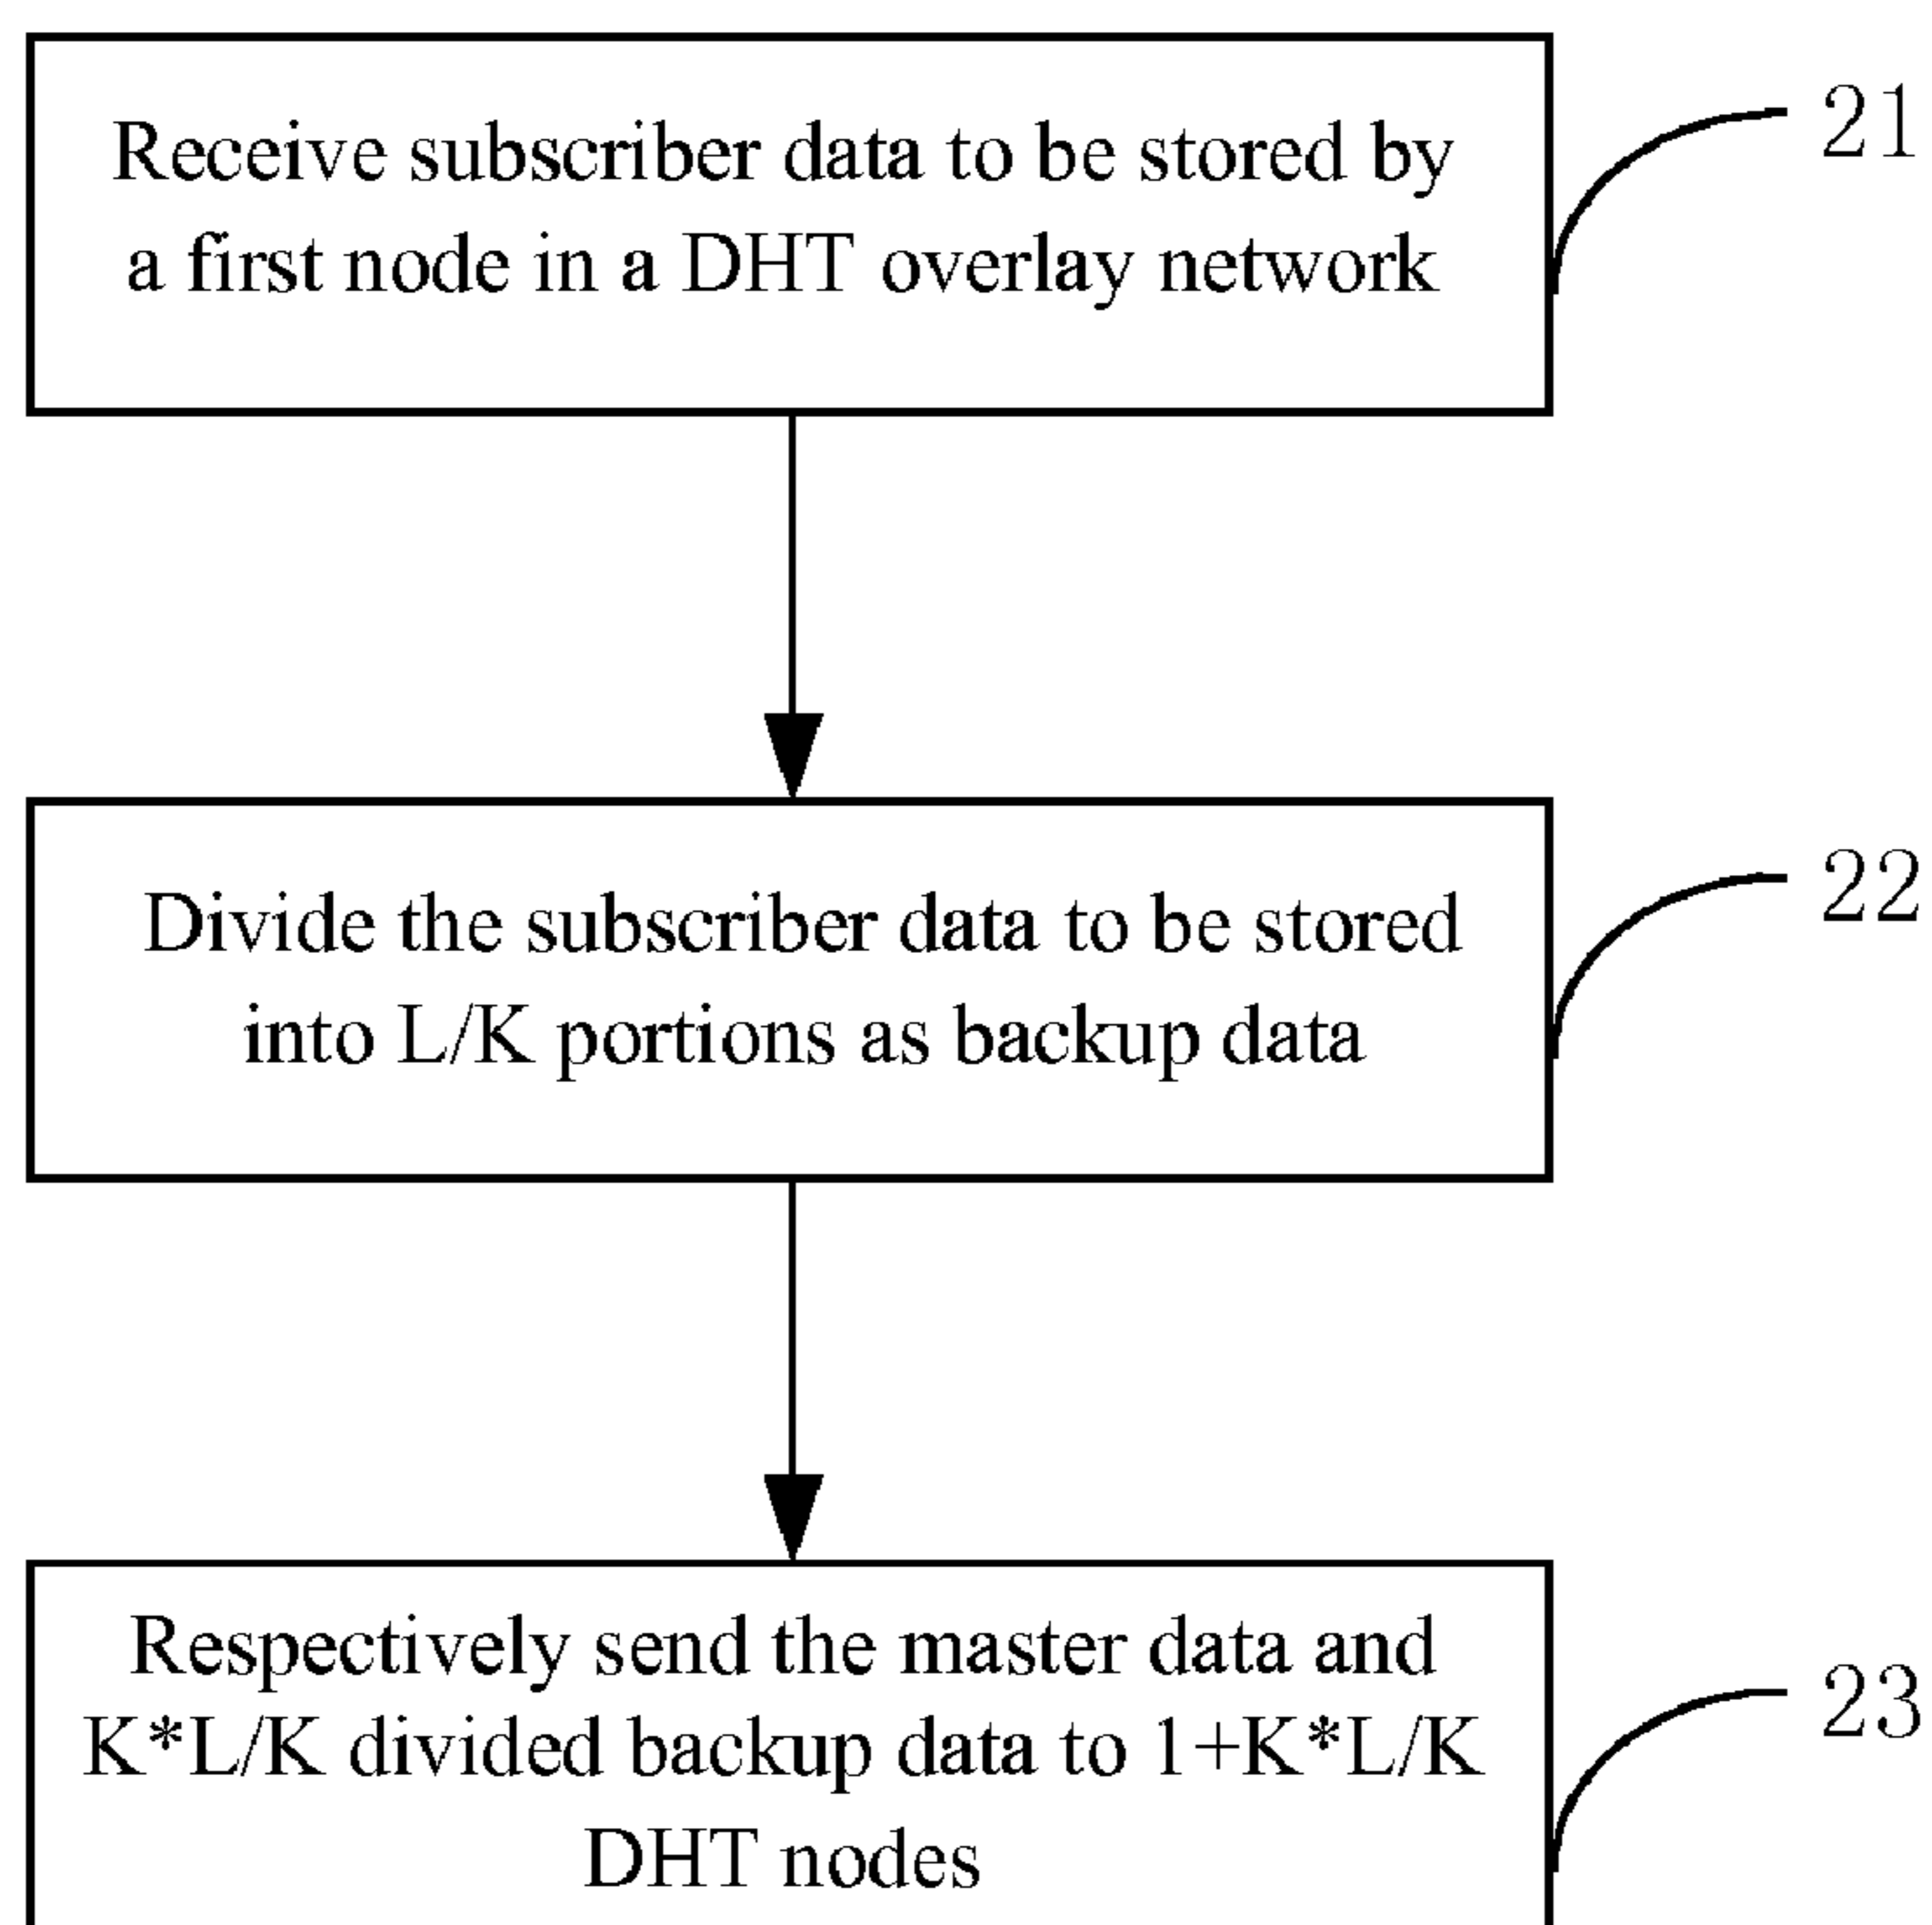 Receive subscriber data to be stored by
a first node in a DHT overlay network
21
Divide the subscriber data to be stored
into L/K portions as backup data
22
Respectively send the master data and
K*L/K divided backup data to 1+K*L/K
DHT nodes
23